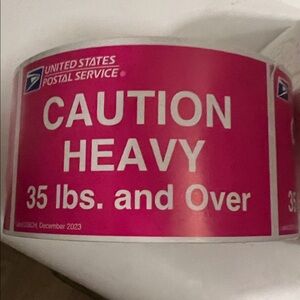 UNITED STATES
POSTAL SERVICE®
CAUTION
HEAVY
35 lbs. and Over
December 2023